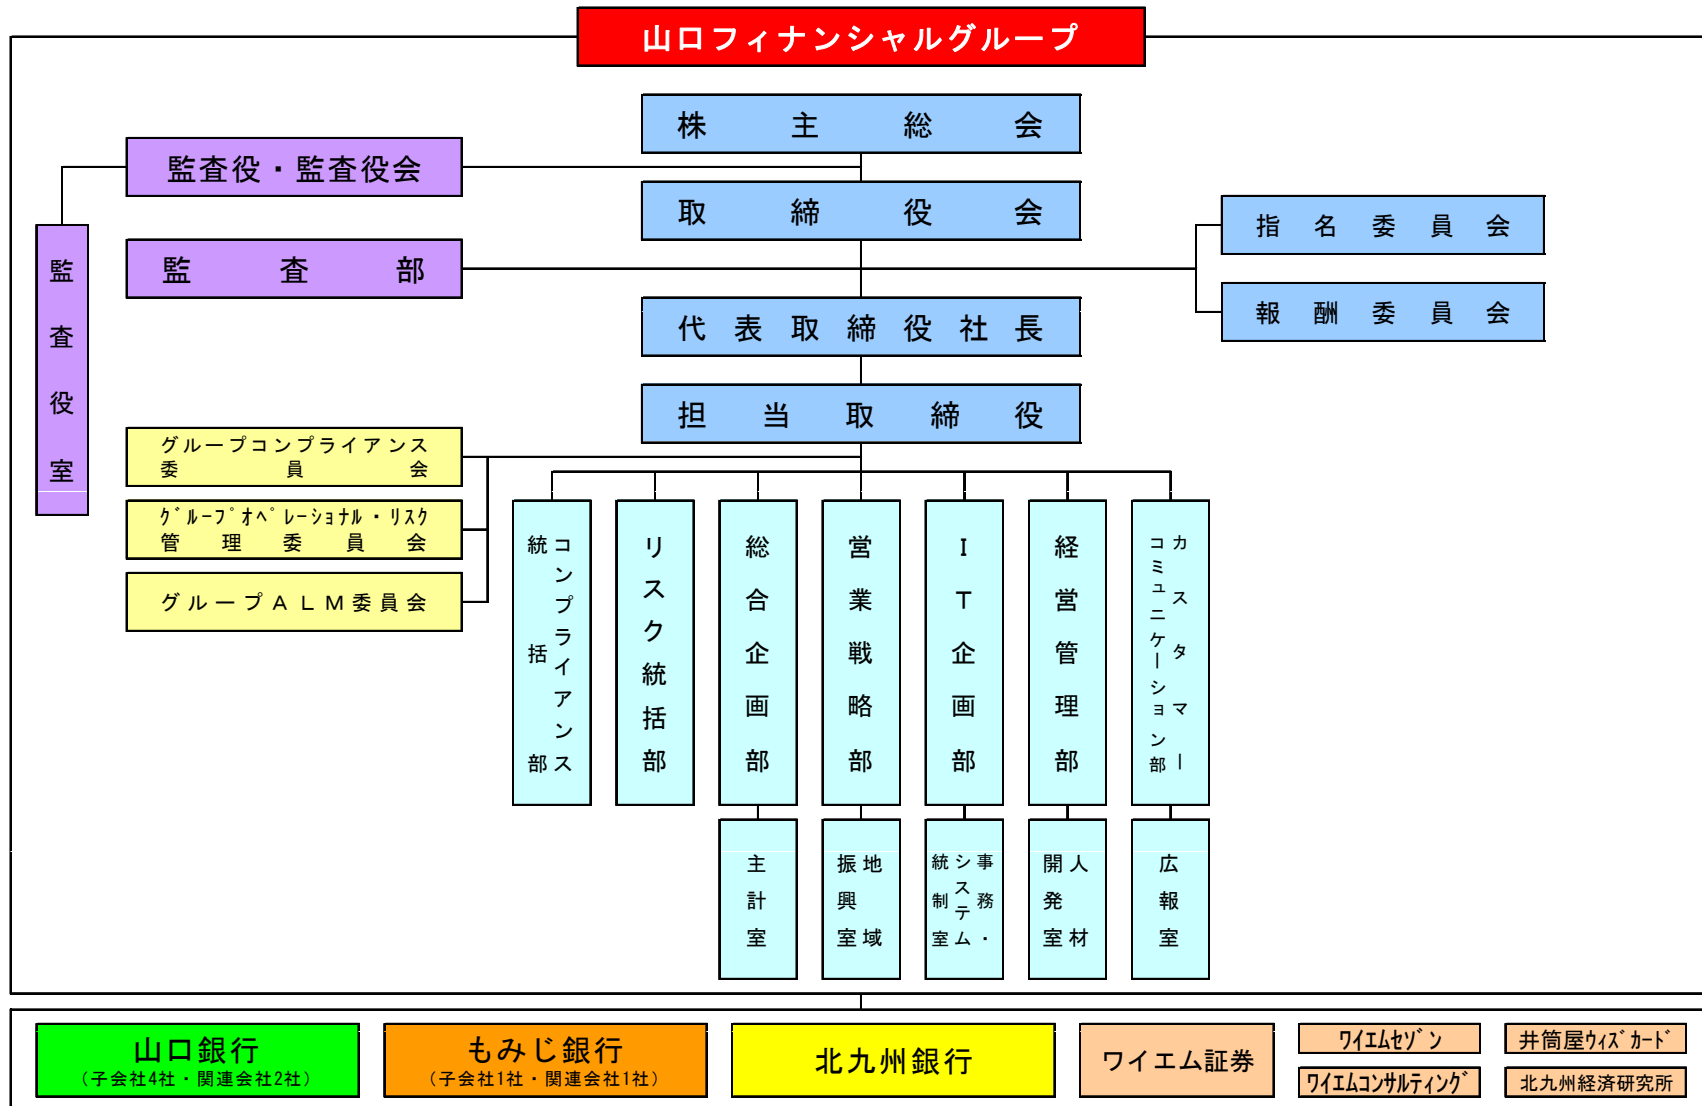 山口フィナンシャルグループ
株主総会
監査役・監査役会
取締役会
指名委員会
監査部
監査役室
報酬委員会
代表取締役社長
担当取締役
グループコンプライアンス
委員会
ｸﾞﾙｰﾌﾟｵﾍﾟﾚｰｼｮﾅﾙ・ﾘｽｸ
管理委員会
グループＡＬＭ委員会
コンプライアンス
統括部
リスク統括部
総合企画部
営業戦略部
ＩＴ企画部
経営管理部
カスタマー
コミュニケーション部
主計室
地域
振興室
事務・
システム
統制室
人材
開発室
広報室
山口銀行
（子会社4社・関連会社2社）
もみじ銀行
（子会社1社・関連会社1社）
北九州銀行
ワイエム証券
ﾜｲｴﾑｾｿﾞﾝ
井筒屋ｳｨｽﾞｶｰﾄﾞ
ﾜｲｴﾑｺﾝｻﾙﾃｨﾝｸﾞ
北九州経済研究所